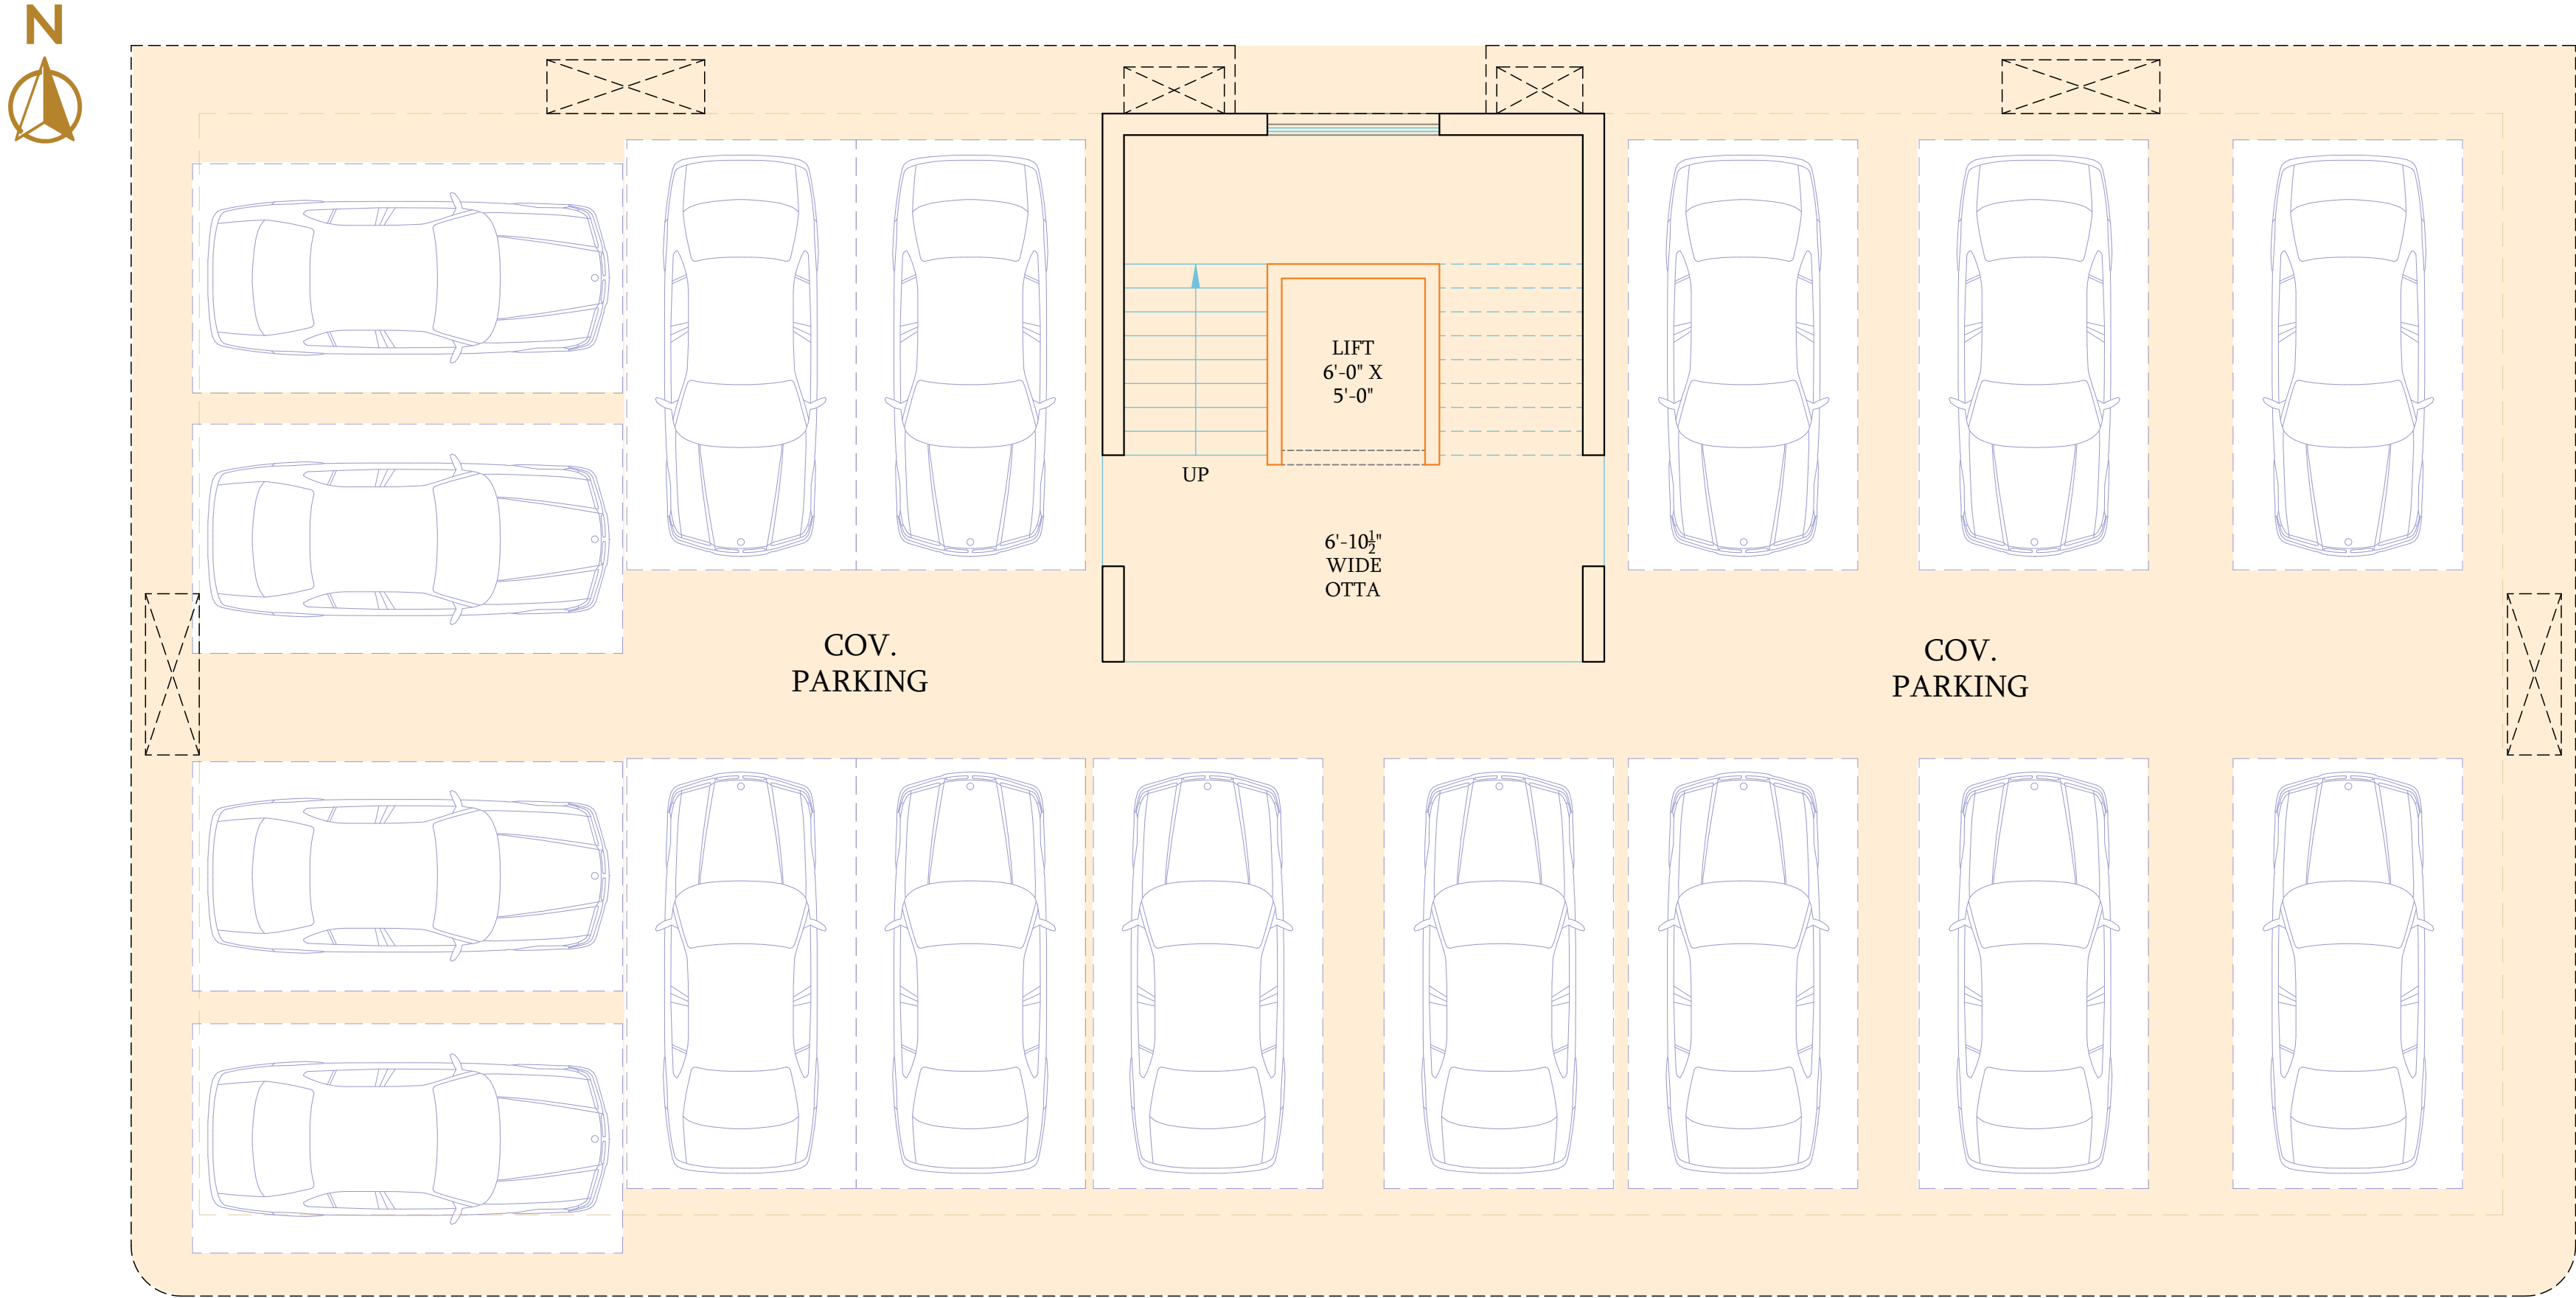 N
LIFT
6'-0" X
5'-0"
UP
6'-10½"
WIDE
OTTA
COV.
PARKING
COV.
PARKING